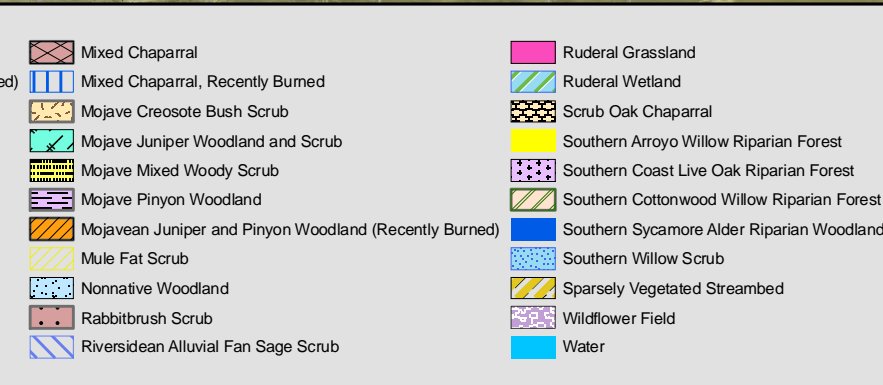 Mixed Chaparral
ed) Mixed Chaparral, Recently Burned
Mojave Creosote Bush Scrub
Mojave Juniper Woodland and Scrub
Mojave Mixed Woody Scrub
Mojave Pinyon Woodland
Mojavean Juniper and Pinyon Woodland (Recently Burned)
Mule Fat Scrub
Nonnative Woodland
Rabbitbrush Scrub
Riversidean Alluvial Fan Sage Scrub
Ruderal Grassland
Ruderal Wetland
Scrub Oak Chaparral
Southern Arroyo Willow Riparian Forest
Southern Coast Live Oak Riparian Forest
Southern Cottonwood Willow Riparian Forest
Southern Sycamore Alder Riparian Woodland
Southern Willow Scrub
Sparsely Vegetated Streambed
Wildflower Field
Water